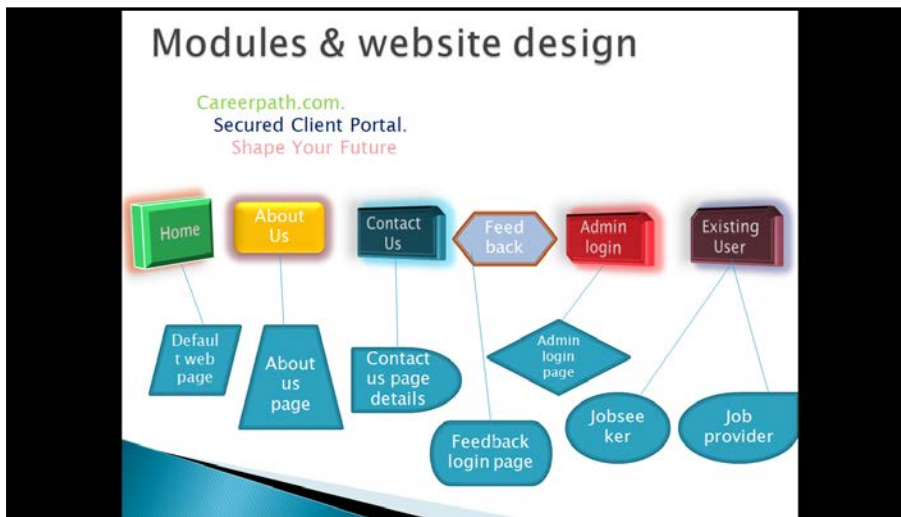 Modules & website design
Careerpath.com.
Secured Client Portal.
Shape Your Future
Home
About
Us
Contact
Us
Feed
back
Admin
login
Existing
User
Defaul
t web
page
About
us
page
Contact
us page
details
Feedback
login page
Admin
login
page
Jobsee
ker
Job
provider